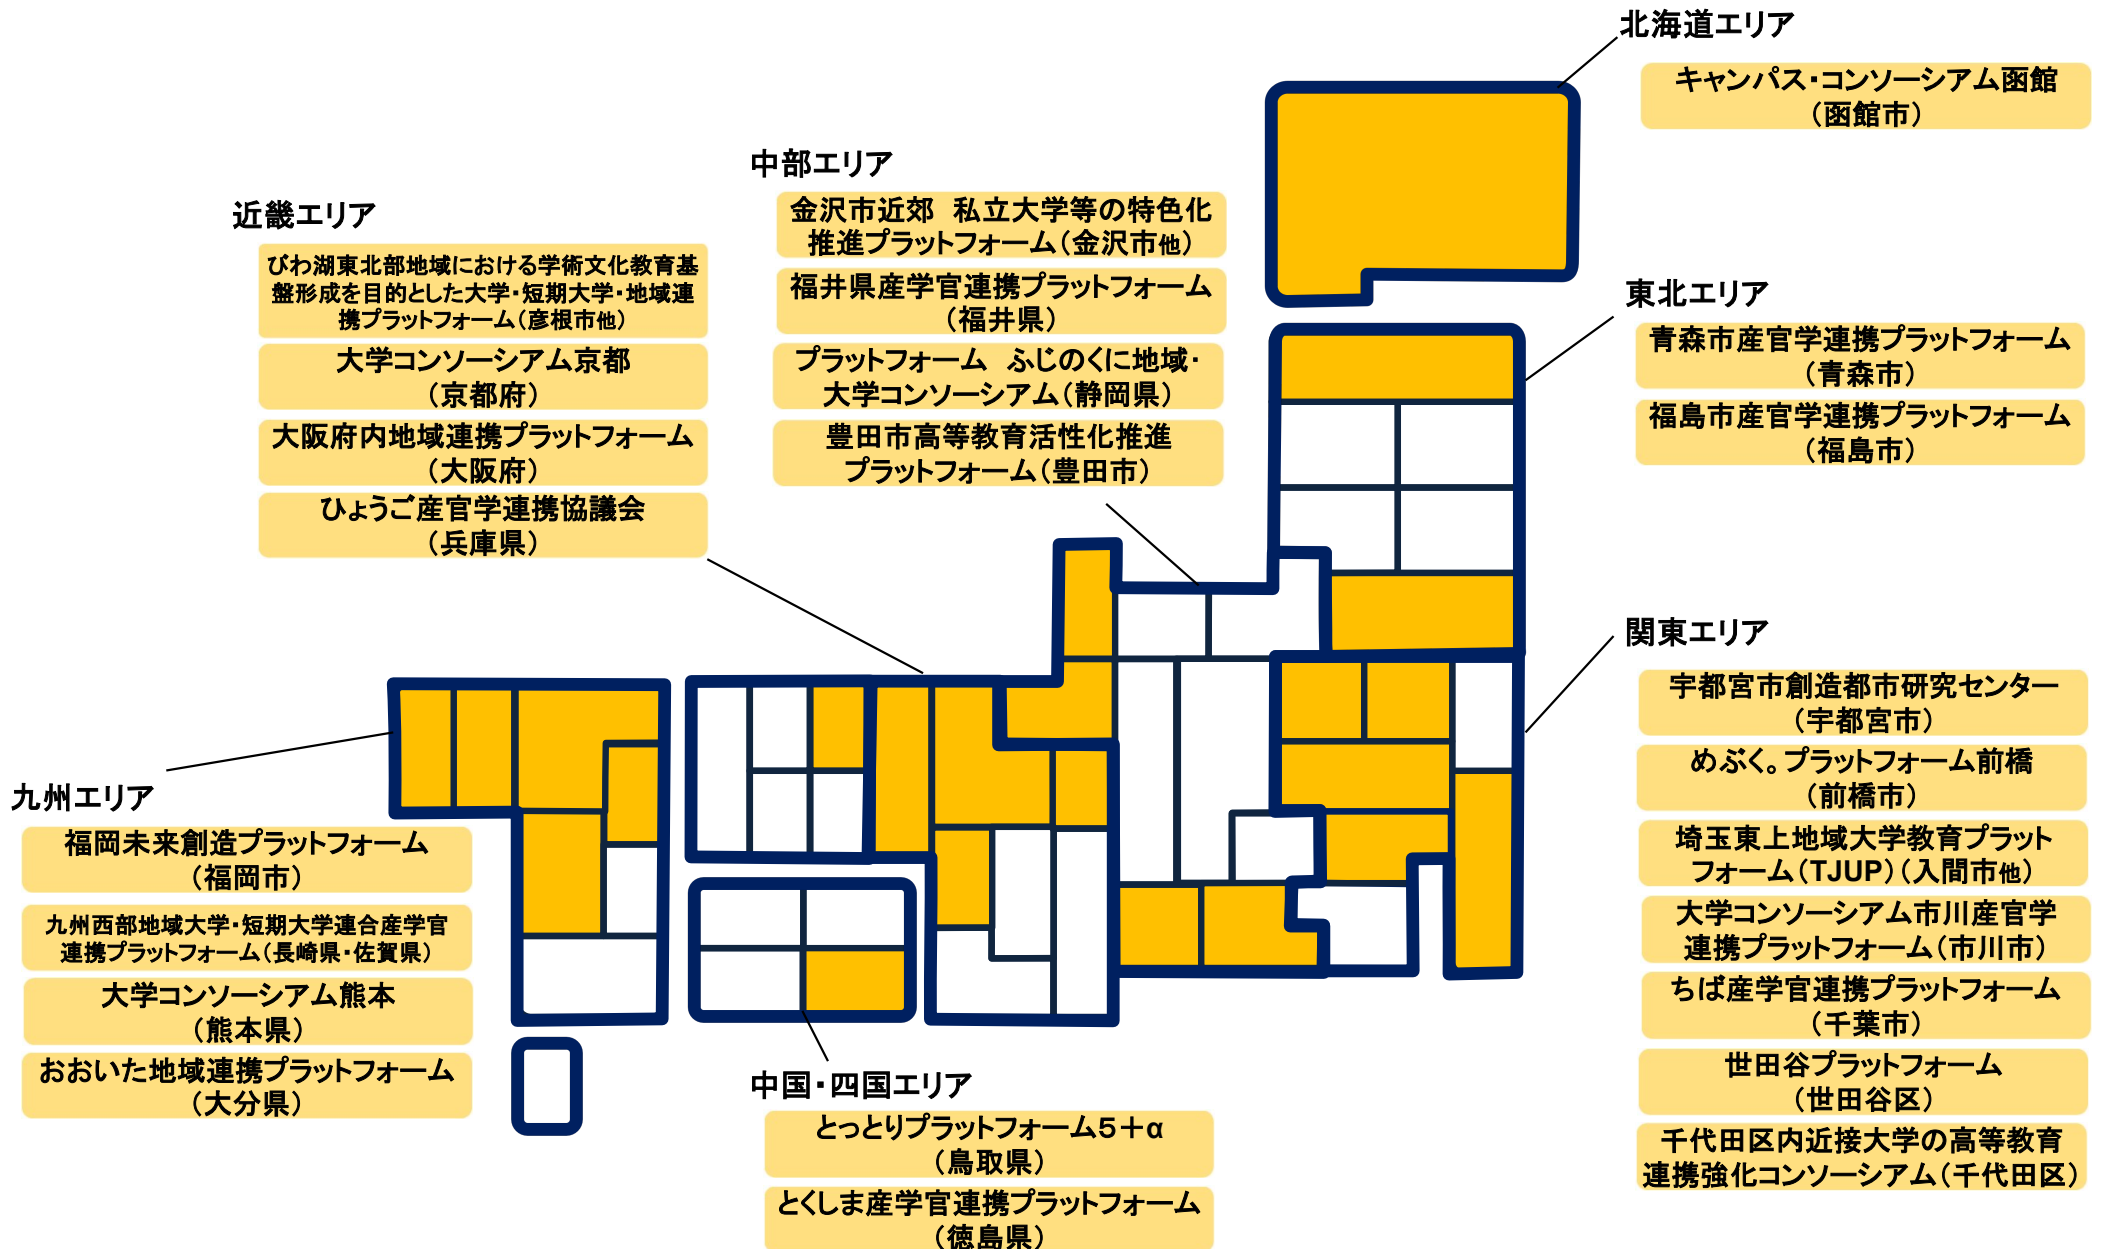 北海道エリア
キャンパス・コンソーシアム函館
（函館市）
東北エリア
青森市産官学連携プラットフォーム
（青森市）
福島市産官学連携プラットフォーム
（福島市）
関東エリア
宇都宮市創造都市研究センター
（宇都宮市）
めぶく。プラットフォーム前橋
（前橋市）
埼玉東上地域大学教育プラット
フォーム（TJUP）（入間市他）
大学コンソーシアム市川産官学
連携プラットフォーム（市川市）
ちば産学官連携プラットフォーム
（千葉市）
世田谷プラットフォーム
（世田谷区）
千代田区内近接大学の高等教育
連携強化コンソーシアム（千代田区）
中部エリア
金沢市近郊　私立大学等の特色化
推進プラットフォーム（金沢市他）
福井県産学官連携プラットフォーム
（福井県）
プラットフォーム　ふじのくに地域・
大学コンソーシアム（静岡県）
豊田市高等教育活性化推進
プラットフォーム（豊田市）
近畿エリア
びわ湖東北部地域における学術文化教育基
盤形成を目的とした大学・短期大学・地域連
携プラットフォーム（彦根市他）
大学コンソーシアム京都
（京都府）
大阪府内地域連携プラットフォーム
（大阪府）
ひょうご産官学連携協議会
（兵庫県）
中国・四国エリア
とっとりプラットフォーム５＋α
（鳥取県）
とくしま産学官連携プラットフォーム
（徳島県）
九州エリア
福岡未来創造プラットフォーム
（福岡市）
九州西部地域大学・短期大学連合産学官
連携プラットフォーム（長崎県・佐賀県）
大学コンソーシアム熊本
（熊本県）
おおいた地域連携プラットフォーム
（大分県）